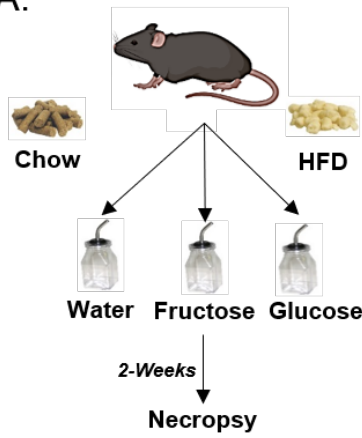 A.
Chow
HFD
Water Fructose Glucose
2-Weeks
Necropsy